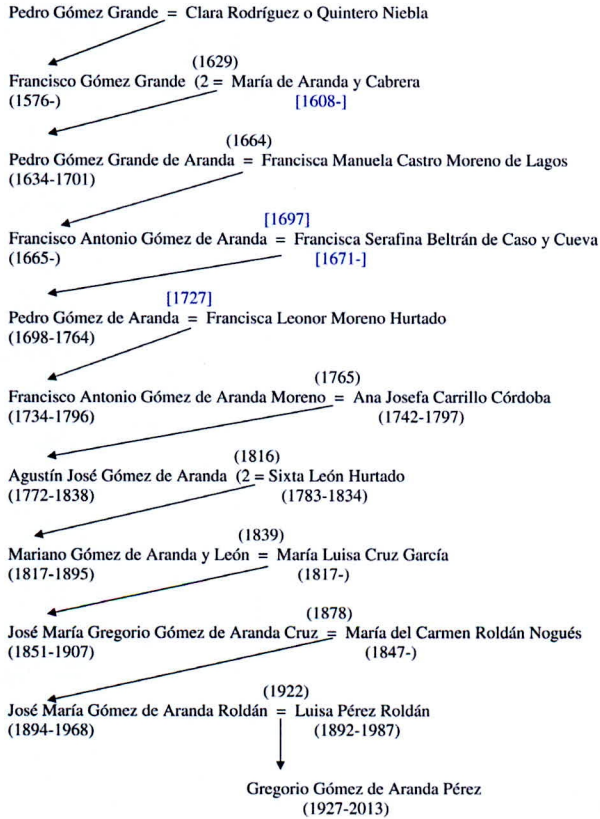 Pedro Gómez Grande = Clara Rodríguez o Quintero Niebla
(1629)
Francisco Gómez Grande (2 = María de Aranda y Cabrera
(1576-) [1608-]
(1664)
Pedro Gómez Grande de Aranda = Francisca Manuela Castro Moreno de Lagos
(1634-1701)
[1697]
Francisco Antonio Gómez de Aranda = Francisca Serafina Beltrán de Caso y Cueva
(1665-) [1671-]
[1727]
Pedro Gómez de Aranda = Francisca Leonor Moreno Hurtado
(1698-1764)
(1765)
Francisco Antonio Gómez de Aranda Moreno = Ana Josefa Carrillo Córdoba
(1734-1796) (1742-1797)
(1816)
Agustín José Gómez de Aranda (2 = Sixta León Hurtado
(1772-1838) (1783-1834)
(1839)
Mariano Gómez de Aranda y León = María Luisa Cruz García
(1817-1895) (1817-)
(1878)
José María Gregorio Gómez de Aranda Cruz = María del Carmen Roldán Nogués
(1851-1907) (1847-)
(1922)
José María Gómez de Aranda Roldán = Luisa Pérez Roldán
(1894-1968) (1892-1987)
Gregorio Gómez de Aranda Pérez
(1927-2013)